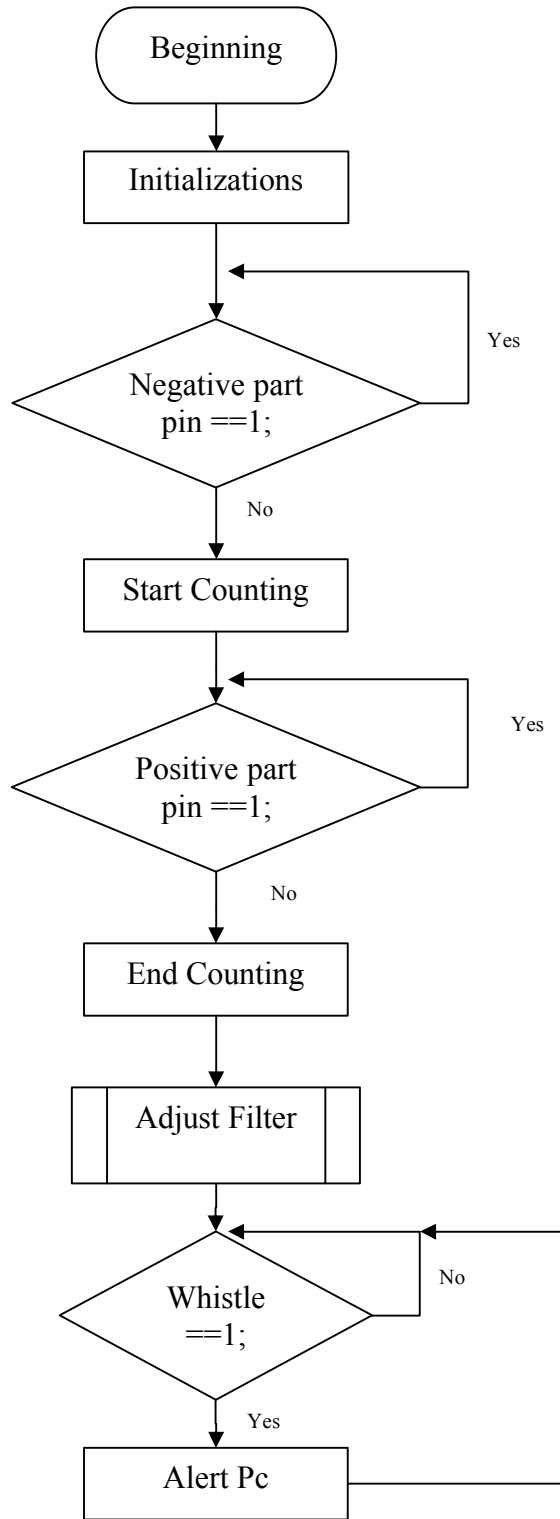 Beginning
Initializations
Yes
Negative part
pin ==1;
No
Start Counting
Yes
Positive part
pin ==1;
No
End Counting
Adjust Filter
No
Whistle
==1;
Yes
Alert Pc